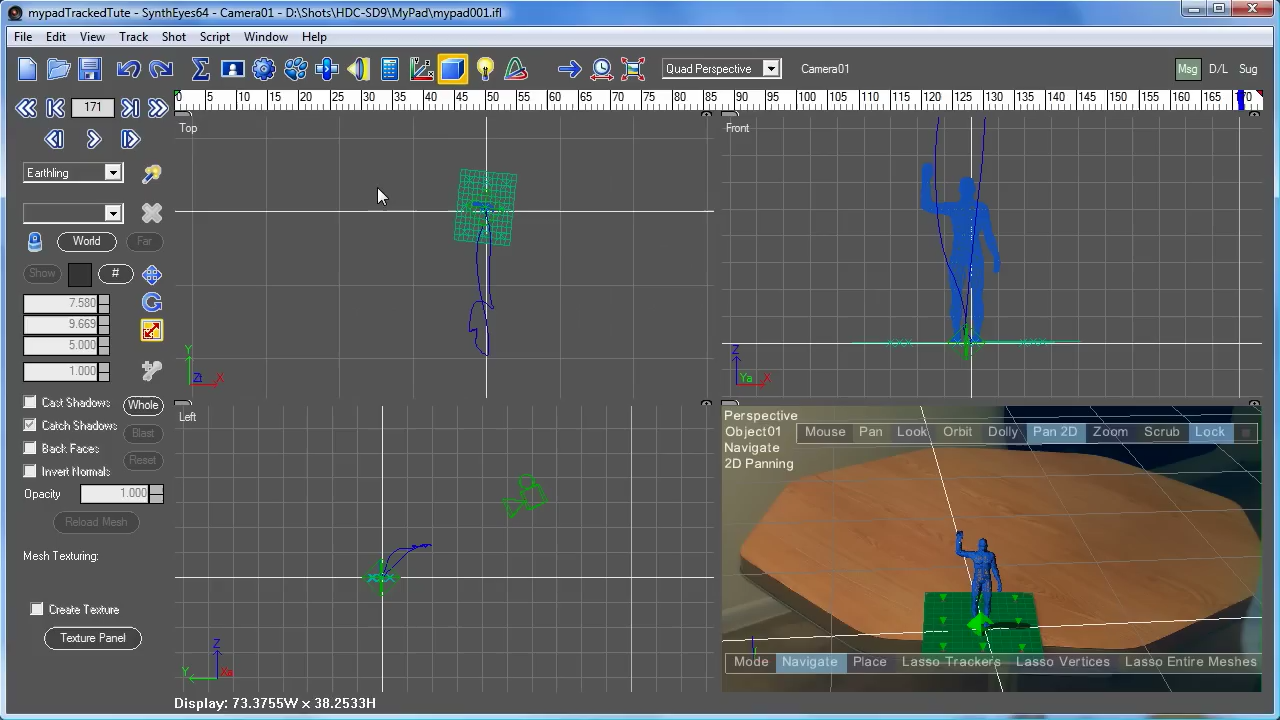 mypadTrackedTute - SynthEyes64 - Camera01 - D:\Shots\HDC-SD9\MyPad\mypad001.ifl
File Edit View Track Shot Script Window Help
Quad Perspective Camera01 Msg D/L Sug
171
0 5 10 15 20 25 30 35 40 45 50 55 60 65 70 75 80 85 90 95 100 105 110 115 120 125 130 135 140 145 150 155 160 165 170
Top
Front
Earthling
World Far
Show #
7.580
9.669
5.000
1.000
Cast Shadows Whole
Catch Shadows Blast
Back Faces
Reset
Invert Normals
Opacity 1.000
Reload Mesh
Mesh Texturing:
Create Texture
Texture Panel
Y
Zt X
Z
Ya X
Left
Z
Y Xa
Perspective
Object01
Navigate
2D Panning
Mouse Pan Look Orbit Dolly Pan 2D Zoom Scrub Lock
Mode Navigate Place Lasso Trackers Lasso Vertices Lasso Entire Meshes
Display: 73.3755W x 38.2533H